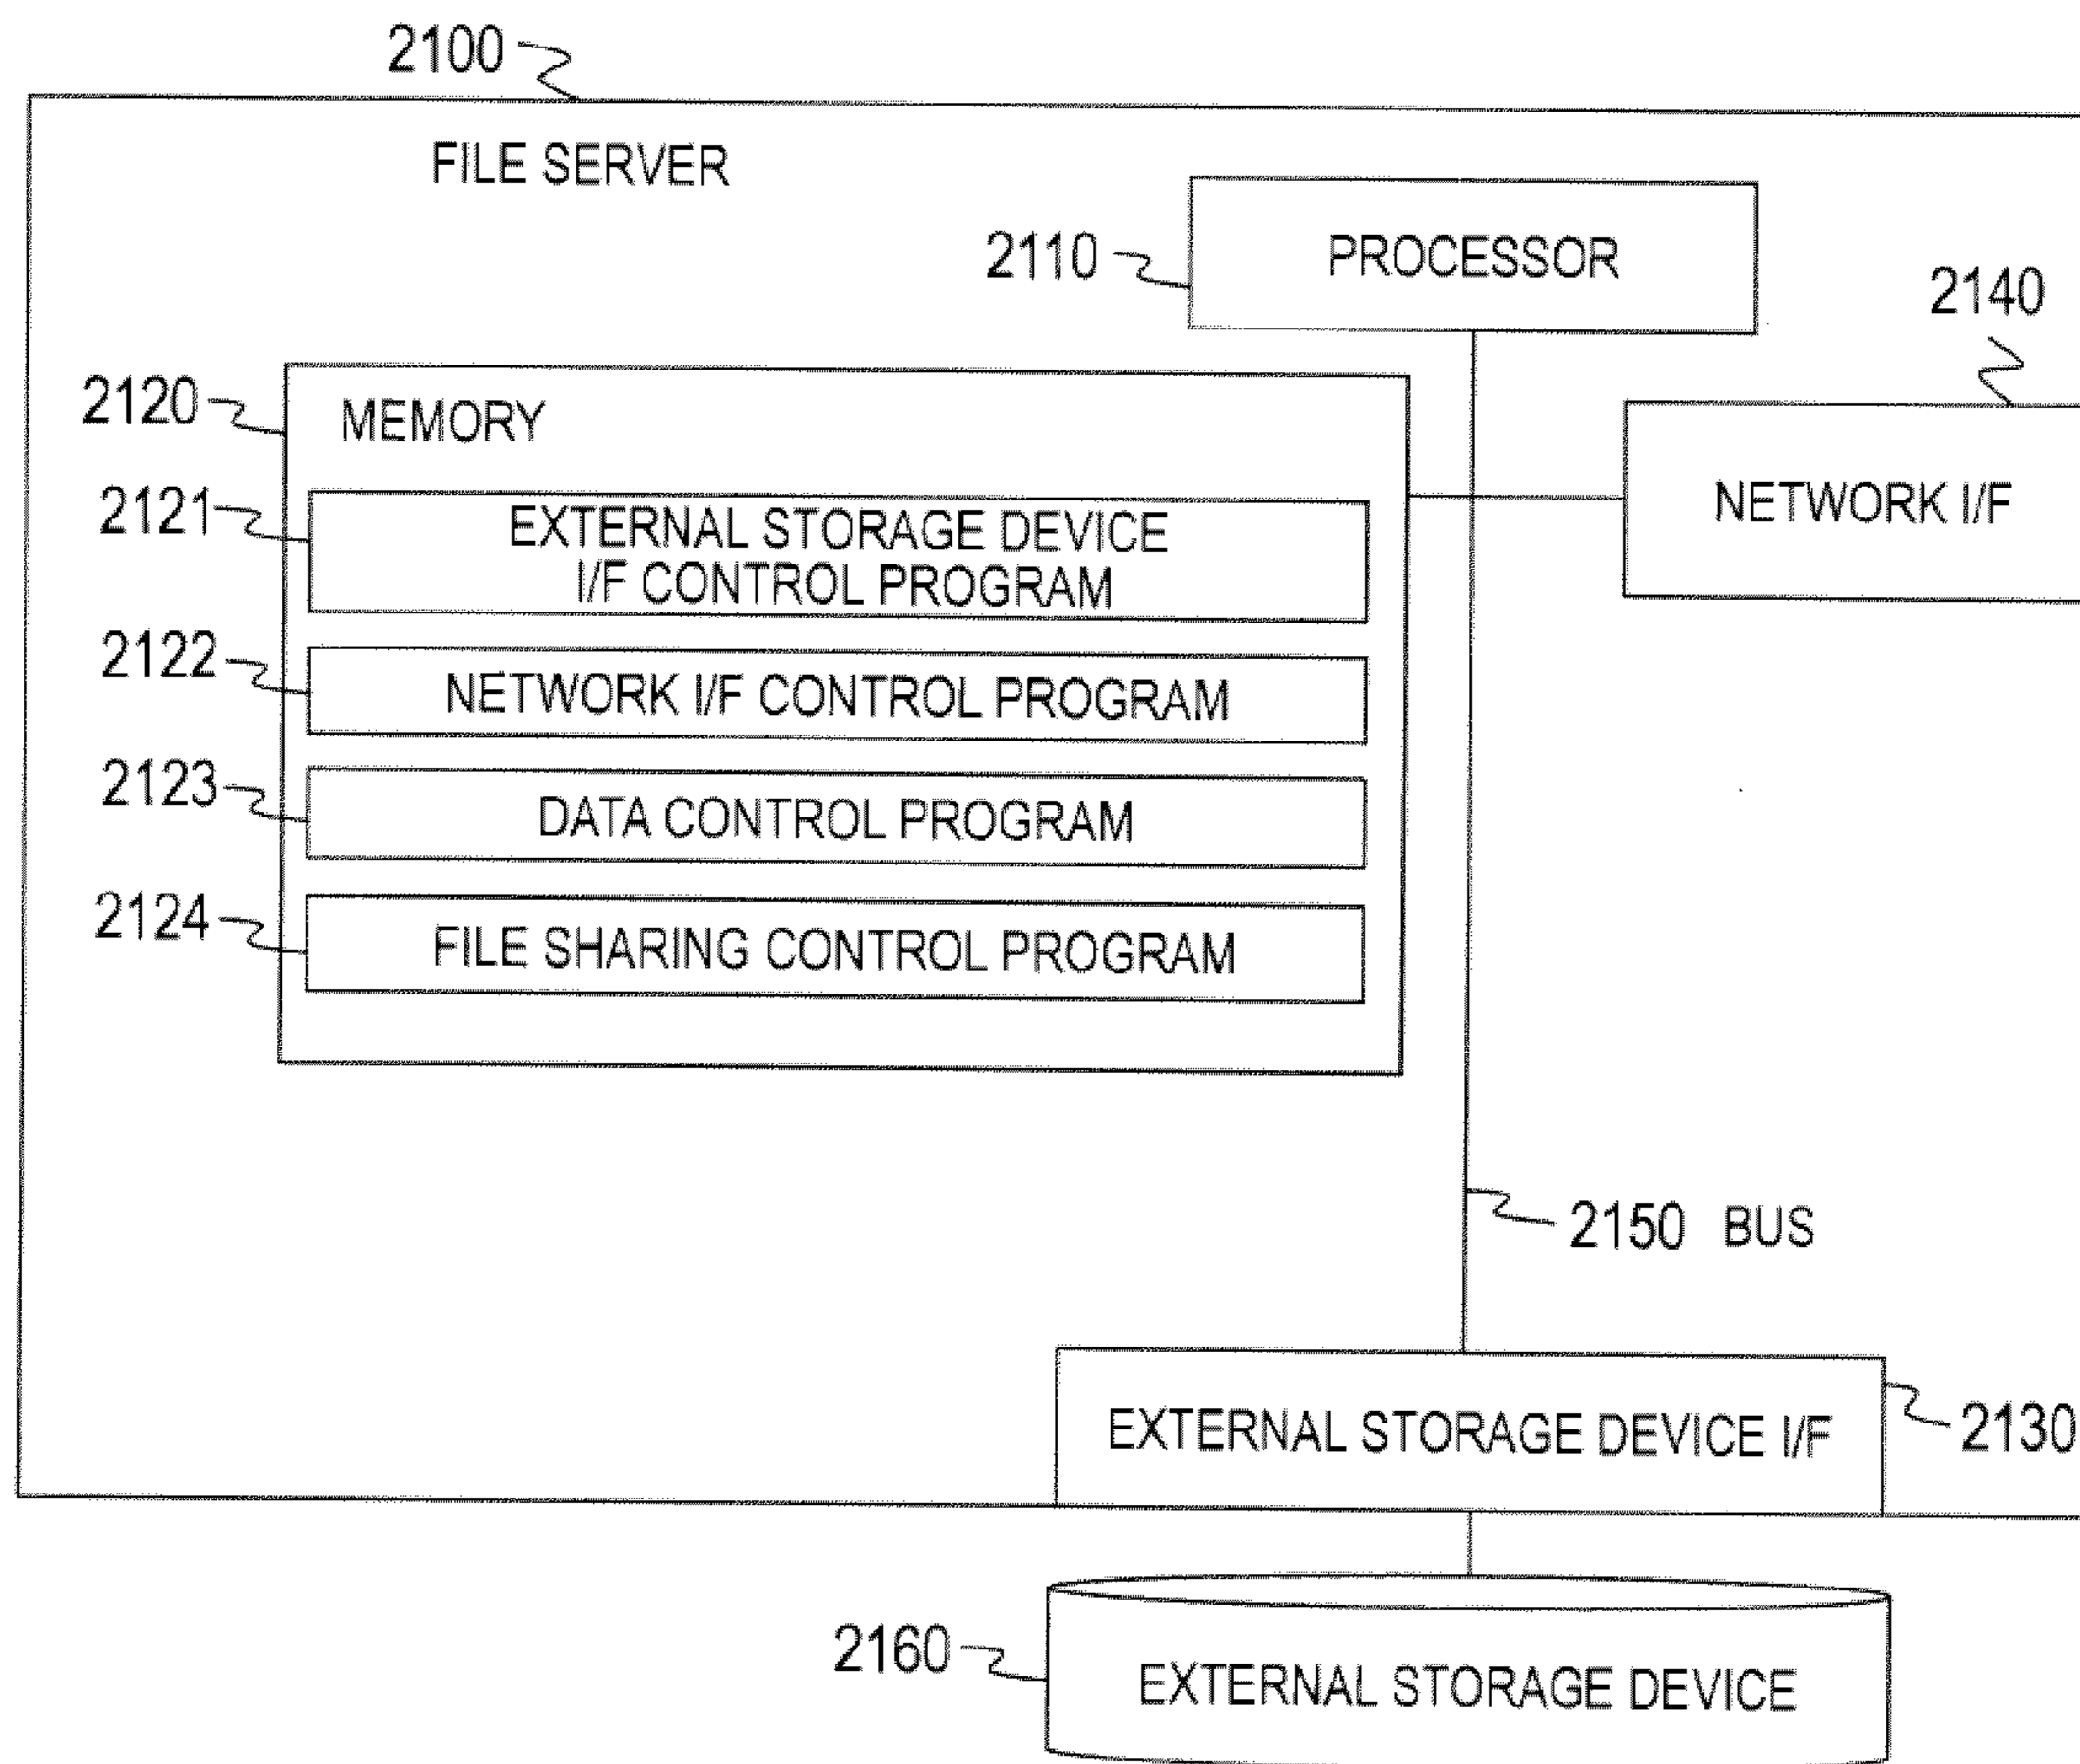 2100
FILE SERVER
PROCESSOR
2110
2140
2120
MEMORY
NETWORK I/F
2121
EXTERNAL STORAGE DEVICE
I/F CONTROL PROGRAM
2122
NETWORK I/F CONTROL PROGRAM
2123
DATA CONTROL PROGRAM
2124
FILE SHARING CONTROL PROGRAM
2150 BUS
EXTERNAL STORAGE DEVICE I/F
2130
2160
EXTERNAL STORAGE DEVICE